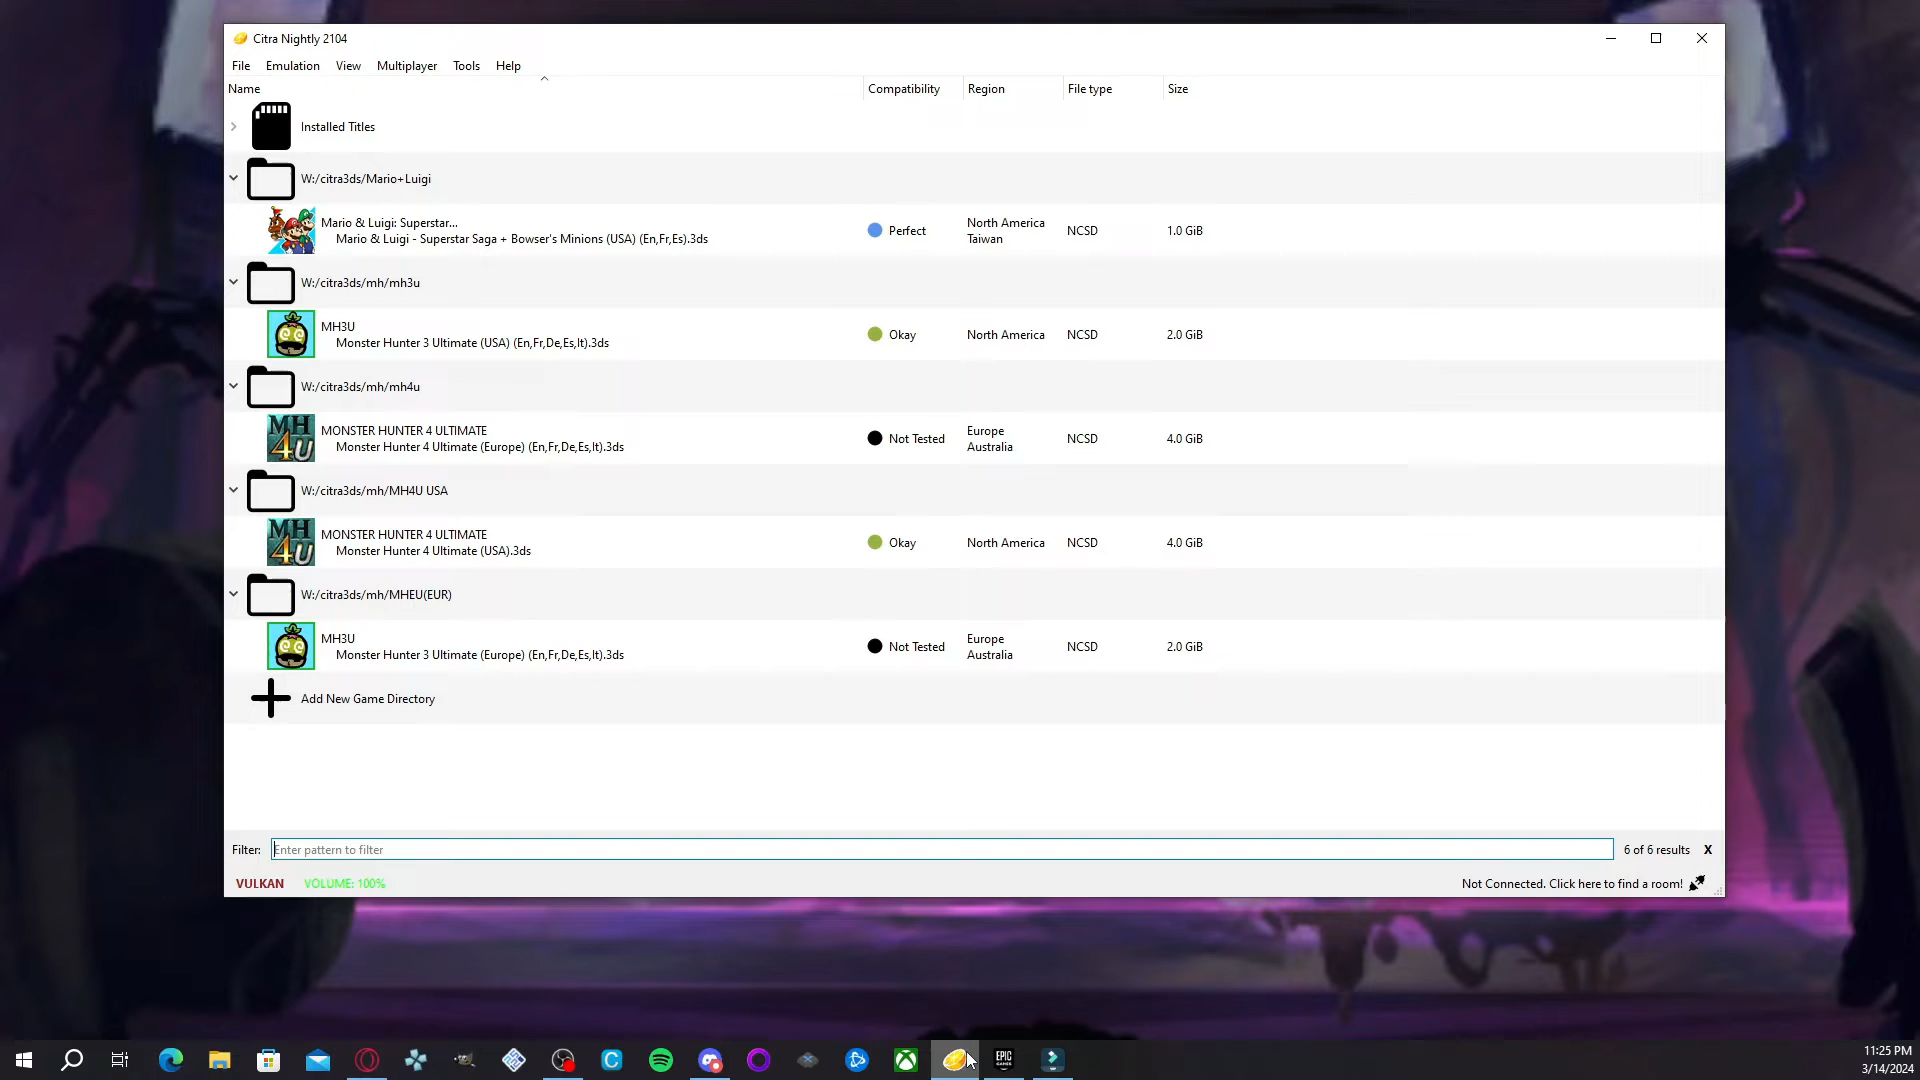 Citra Nightly 2104
File Emulation View Multiplayer Tools Help
Name Compatibility Region File type Size
Installed Titles
W:/citra3ds/Mario+Luigi
Mario & Luigi: Superstar...
Mario & Luigi - Superstar Saga + Bowser's Minions (USA) (En,Fr,Es).3ds
Perfect
North America
Taiwan
NCSD
1.0 GiB
W:/citra3ds/mh/mh3u
MH3U
Monster Hunter 3 Ultimate (USA) (En,Fr,De,Es,It).3ds
Okay
North America
NCSD
2.0 GiB
W:/citra3ds/mh/mh4u
MH
4U
MONSTER HUNTER 4 ULTIMATE
Monster Hunter 4 Ultimate (Europe) (En,Fr,De,Es,It).3ds
Not Tested
Europe
Australia
NCSD
4.0 GiB
W:/citra3ds/mh/MH4U USA
MH
4U
MONSTER HUNTER 4 ULTIMATE
Monster Hunter 4 Ultimate (USA).3ds
Okay
North America
NCSD
4.0 GiB
W:/citra3ds/mh/MHEU(EUR)
MH3U
Monster Hunter 3 Ultimate (Europe) (En,Fr,De,Es,It).3ds
Not Tested
Europe
Australia
NCSD
2.0 GiB
Add New Game Directory
Filter: Enter pattern to filter 6 of 6 results X
VULKAN VOLUME: 100% Not Connected. Click here to find a room!
EPIC
GAMES
11:25 PM
3/14/2024